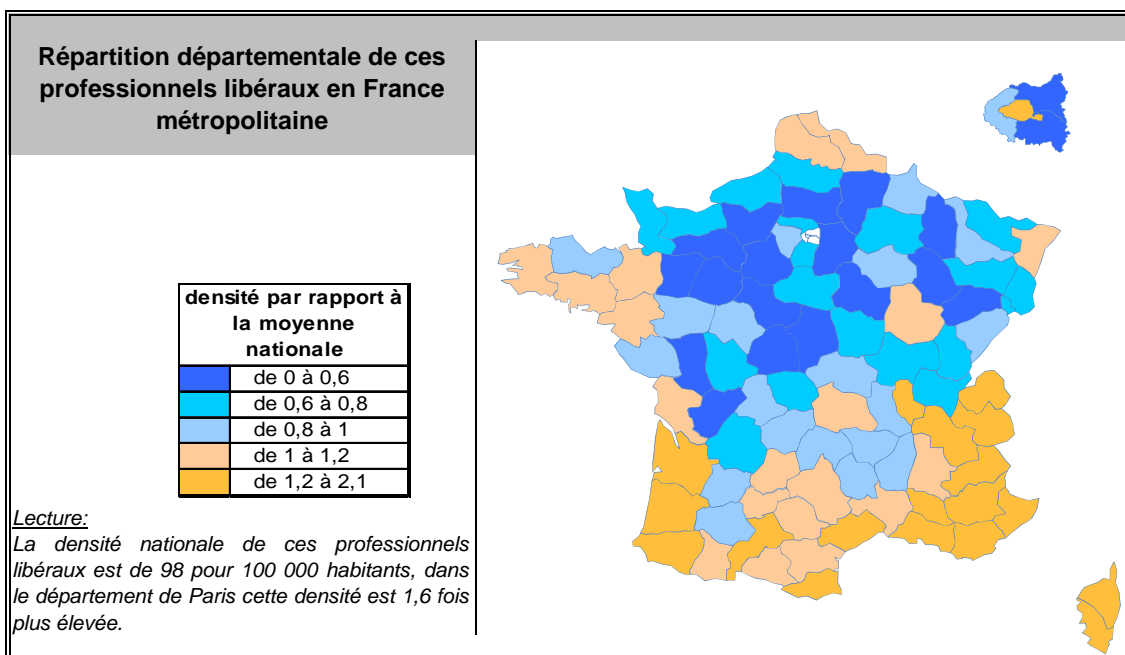 Répartition départementale de ces
professionnels libéraux en France
métropolitaine
densité par rapport à
la moyenne
nationale
de 0 à 0,6
de 0,6 à 0,8
de 0,8 à 1
de 1 à 1,2
de 1,2 à 2,1
Lecture:
La densité nationale de ces professionnels
libéraux est de 98 pour 100 000 habitants, dans
le département de Paris cette densité est 1,6 fois
plus élevée.